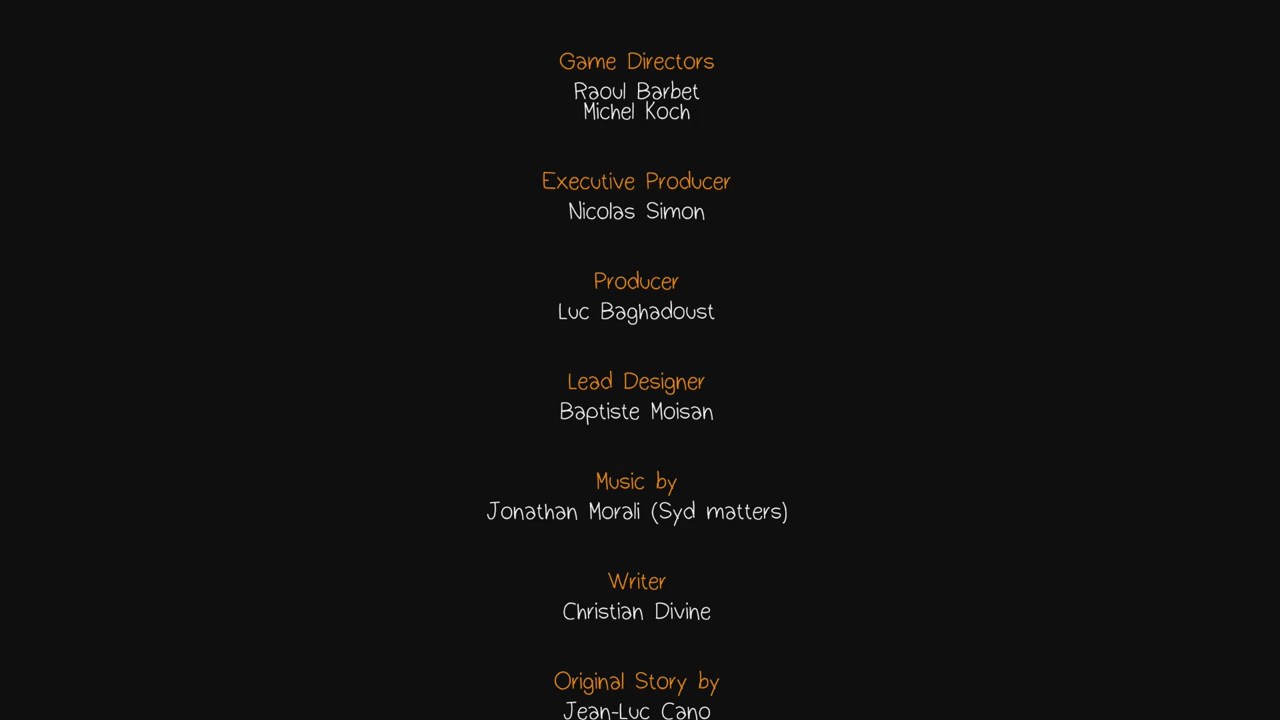 Game Directors
Raoul Barbet
Michel Koch
Executive Producer
Nicolas Simon
Producer
Luc Baghadoust
Lead Designer
Baptiste Moisan
Music by
Jonathan Morali (Syd matters)
Writer
Christian Divine
Original Story by
Jean-Luc Cano